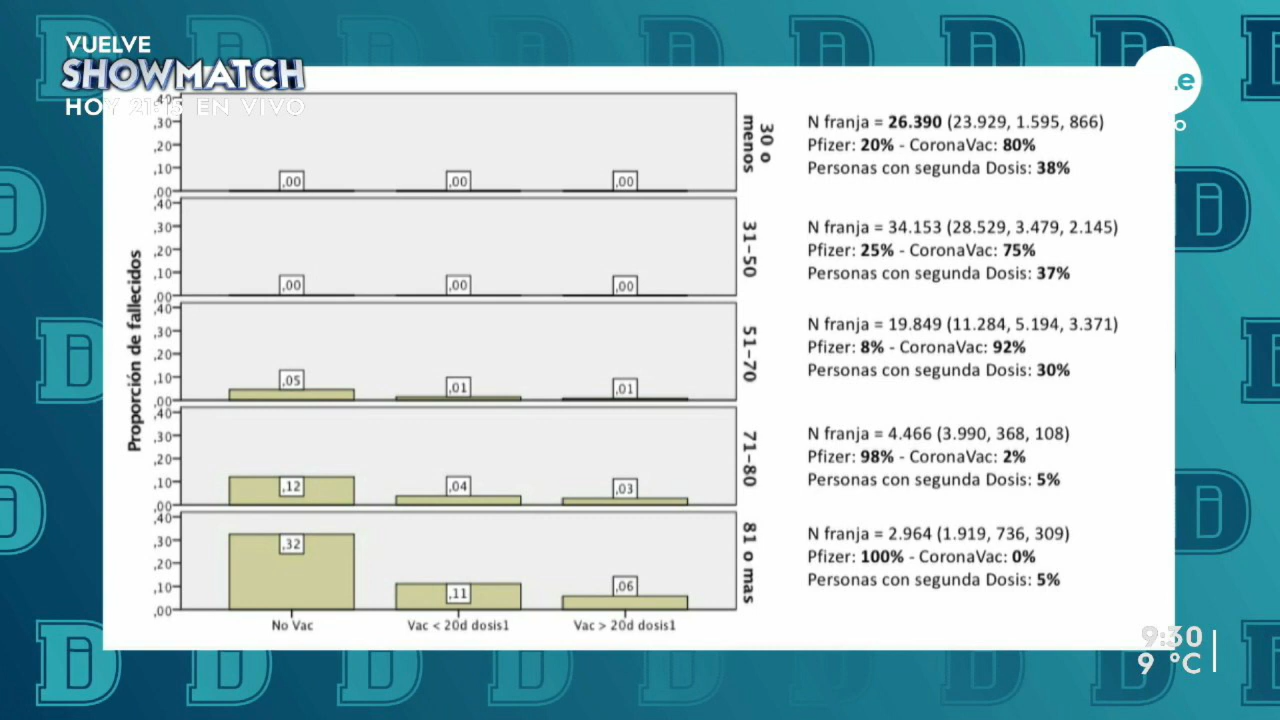 VUELVE
SHOWMATCH
HOY 21:15 EN VIVO
Proporción de fallecidos
,40
,30
,20
,10
,00
,00 ,00 ,00
30 o menos
N franja = 26.390 (23.929, 1.595, 866)
Pfizer: 20% - CoronaVac: 80%
Personas con segunda Dosis: 38%
,40
,30
,20
,10
,00
,00 ,00 ,00
31-50
N franja = 34.153 (28.529, 3.479, 2.145)
Pfizer: 25% - CoronaVac: 75%
Personas con segunda Dosis: 37%
,40
,30
,20
,10
,00
,05 ,01 ,01
51-70
N franja = 19.849 (11.284, 5.194, 3.371)
Pfizer: 8% - CoronaVac: 92%
Personas con segunda Dosis: 30%
,40
,30
,20
,10
,00
,12 ,04 ,03
71-80
N franja = 4.466 (3.990, 368, 108)
Pfizer: 98% - CoronaVac: 2%
Personas con segunda Dosis: 5%
,40
,30
,20
,10
,00
,32 ,11 ,06
81 o mas
N franja = 2.964 (1.919, 736, 309)
Pfizer: 100% - CoronaVac: 0%
Personas con segunda Dosis: 5%
No Vac Vac < 20d dosis1 Vac > 20d dosis1
9:30
9 °C